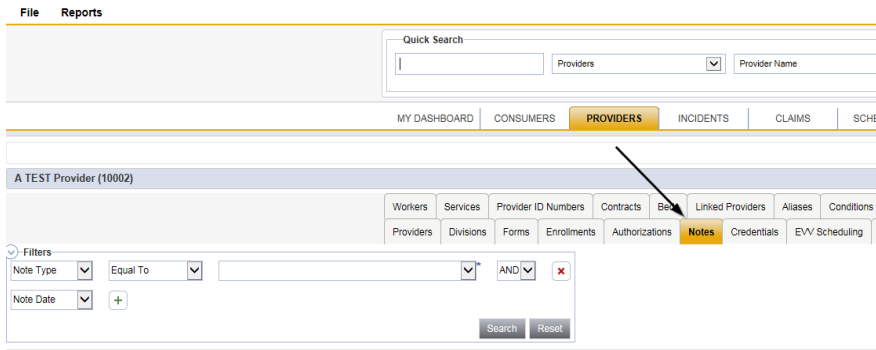 File Reports
Quick Search
Providers Provider Name
MY DASHBOARD CONSUMERS PROVIDERS INCIDENTS CLAIMS
A TEST Provider (10002)
Workers Services Provider ID Numbers Contracts Linked Providers Aliases Conditions
Providers Divisions Forms Enrollments Authorizations Notes Credentials EVV Scheduling
Filters
Note Type Equal To * AND
Note Date
Search Reset